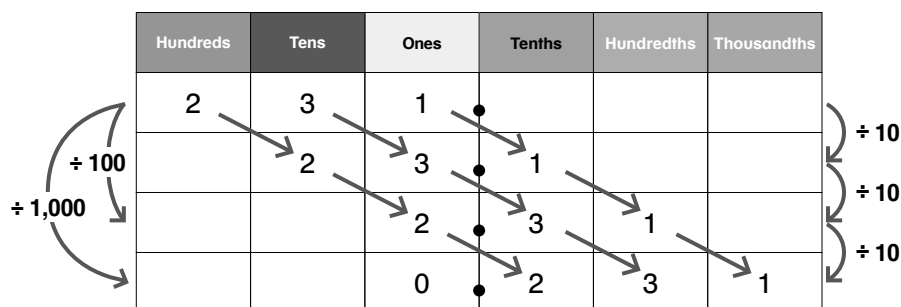 Hundreds Tens Ones Tenths Hundredths Thousandths
2 3 1
÷ 10
÷ 100 2 3 1
÷ 10
÷ 1,000 2 3 1
÷ 10
0 2 3 1